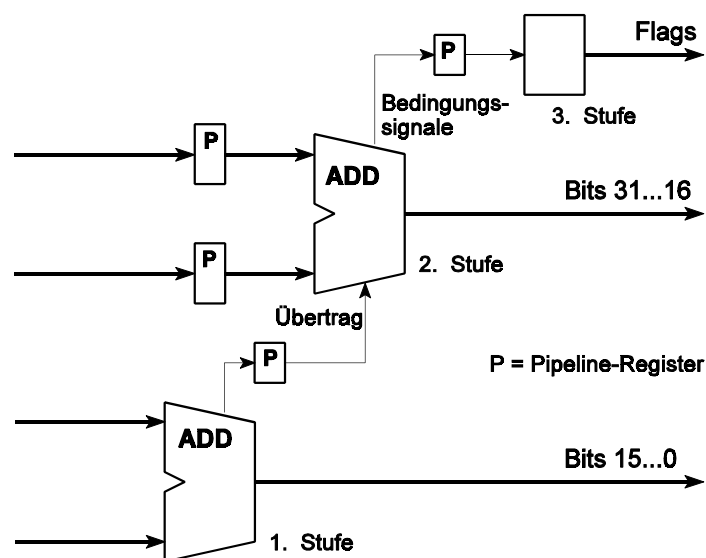 Flags
P
Bedingungs-
signale
3. Stufe
P
ADD
Bits 31...16
P
2. Stufe
Übertrag
P
P = Pipeline-Register
ADD
Bits 15...0
1. Stufe